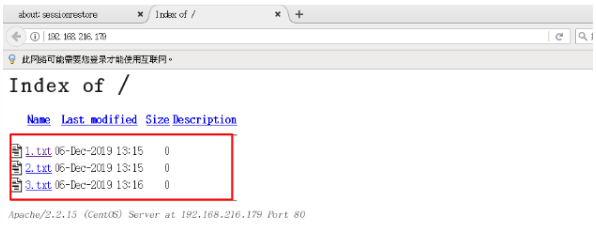 about:sessionrestore × Index of / × +
192.168.216.179
此网络可能需要您登录才能使用互联网。
Index of /
Name Last modified Size Description
1.txt 06-Dec-2019 13:15 0
2.txt 06-Dec-2019 13:15 0
3.txt 06-Dec-2019 13:16 0
Apache/2.2.15 (CentOS) Server at 192.168.216.179 Port 80